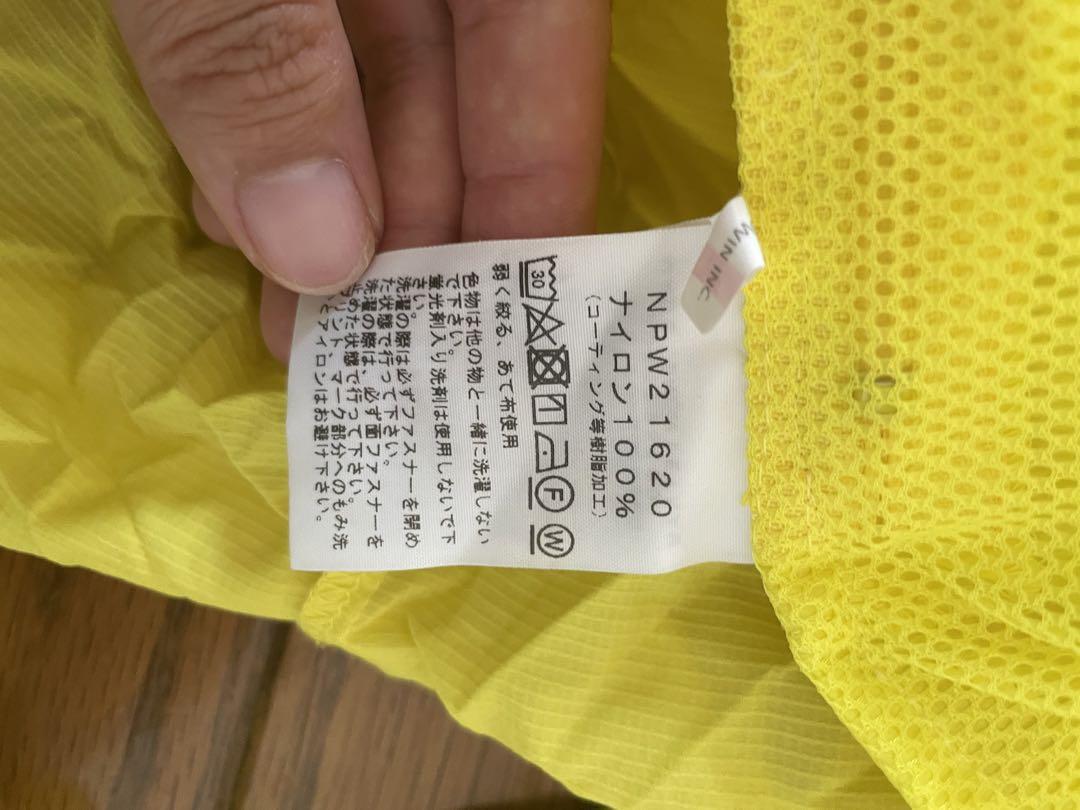 NPW21620
ナイロン100%
(コーティング等樹脂加工)
30
F
W
弱く絞る、あて布使用
色物は他の物と一緒に洗濯しない
で下さい。
蛍光剤入り洗剤は使用しないで下
さい。
洗濯の際は必ずファスナーを閉め
た状態で行って下さい。
洗濯の際は、必ず面ファスナーを
めた状態で行って下さい。
リント、マーク部分へのもみ洗
いとアイロンはお避け下さい。
WIN INC.